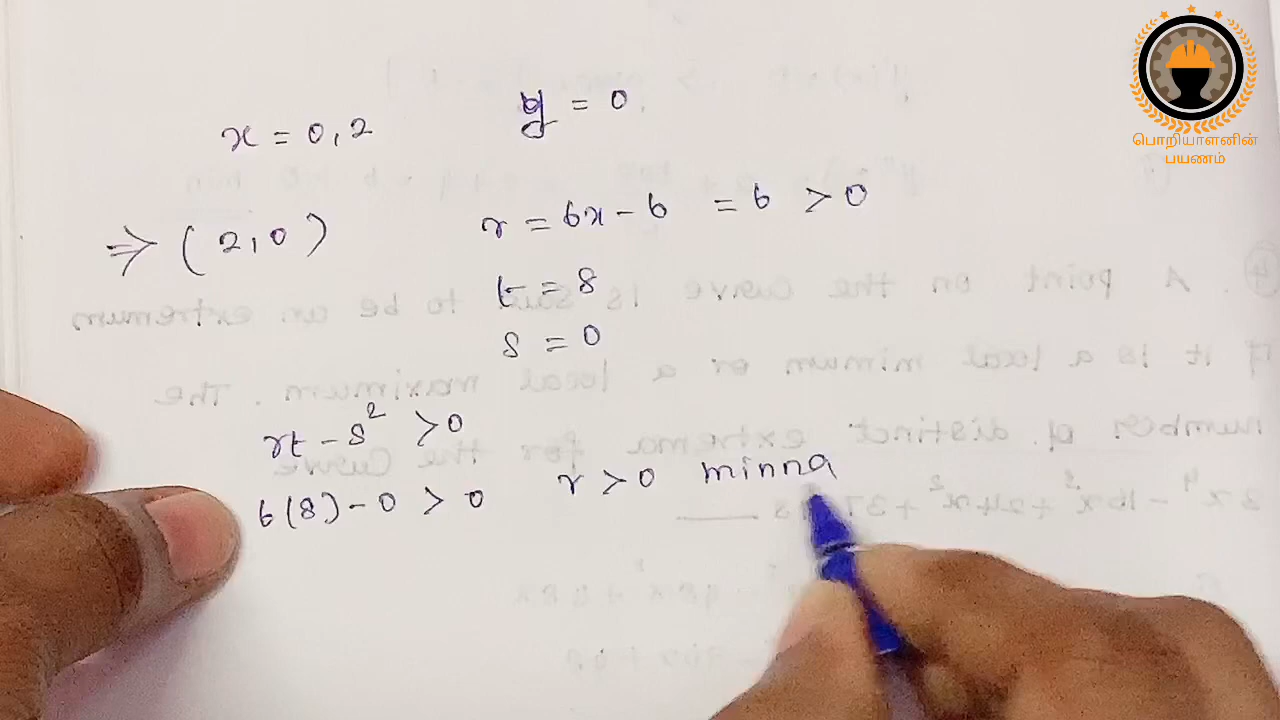 பொறியாளனின்
பயணம்
x = 0, 2
y = 0
⇒ (2, 0)
r = 6x - 6 = 6 > 0
t = 8
s = 0
rt - s² > 0
6(8) - 0 > 0
r > 0 minna